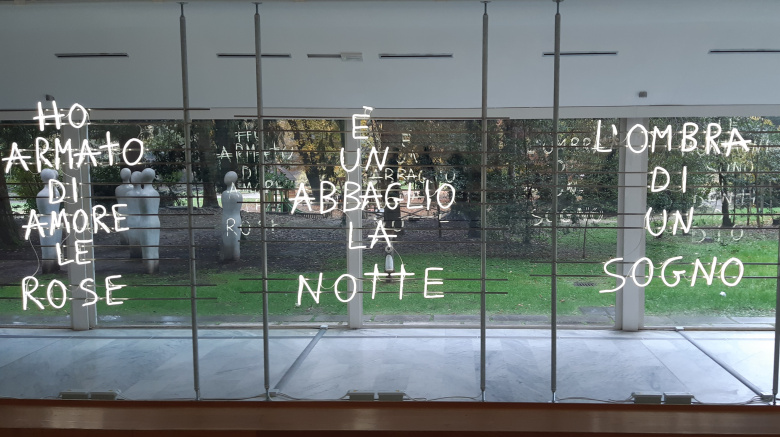 HO
ARMATO
DI
AMORE
LE
ROSE
È
UN
ABBAGLIO
LA
NOTTE
L'OMBRA
DI
UN
SOGNO